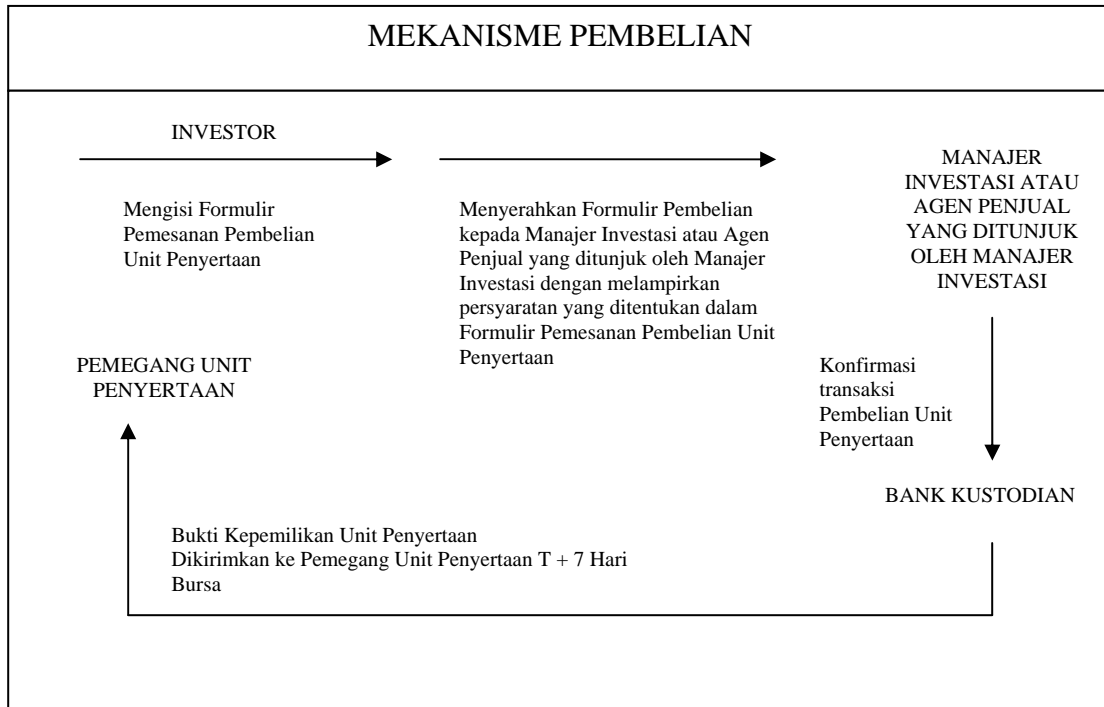 MEKANISME PEMBELIAN
INVESTOR
Mengisi Formulir
Pemesanan Pembelian
Unit Penyertaan
Menyerahkan Formulir Pembelian
kepada Manajer Investasi atau Agen
Penjual yang ditunjuk oleh Manajer
Investasi dengan melampirkan
persyaratan yang ditentukan dalam
Formulir Pemesanan Pembelian Unit
Penyertaan
MANAJER
INVESTASI ATAU
AGEN PENJUAL
YANG DITUNJUK
OLEH MANAJER
INVESTASI
Konfirmasi
transaksi
Pembelian Unit
Penyertaan
BANK KUSTODIAN
Bukti Kepemilikan Unit Penyertaan
Dikirimkan ke Pemegang Unit Penyertaan T + 7 Hari
Bursa
PEMEGANG UNIT
PENYERTAAN